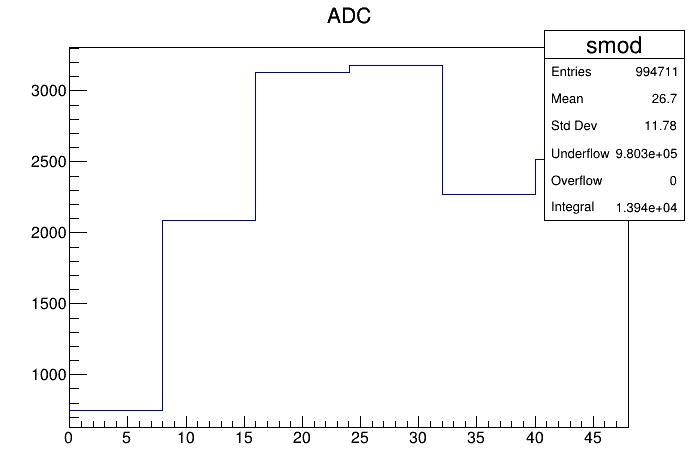 ADC
smod
Entries 994711
Mean 26.7
Std Dev 11.78
Underflow 9.803e+05
Overflow 0
Integral 1.394e+04
3000
2500
2000
1500
1000
0 5 10 15 20 25 30 35 40 45